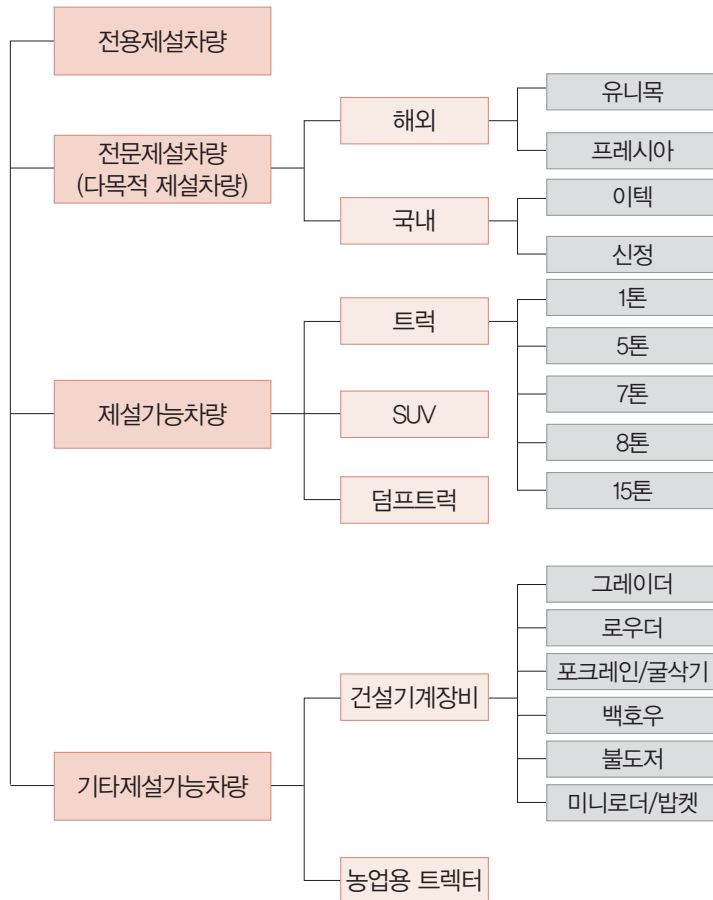 전용제설차량
전문제설차량
(다목적 제설차량)
해외
유니목
프레시아
국내
이텍
신정
제설가능차량
트럭
1톤
5톤
7톤
8톤
15톤
SUV
덤프트럭
기타제설가능차량
건설기계장비
그레이더
로우더
포크레인/굴삭기
백호우
불도저
미니로더/밥켓
농업용 트렉터